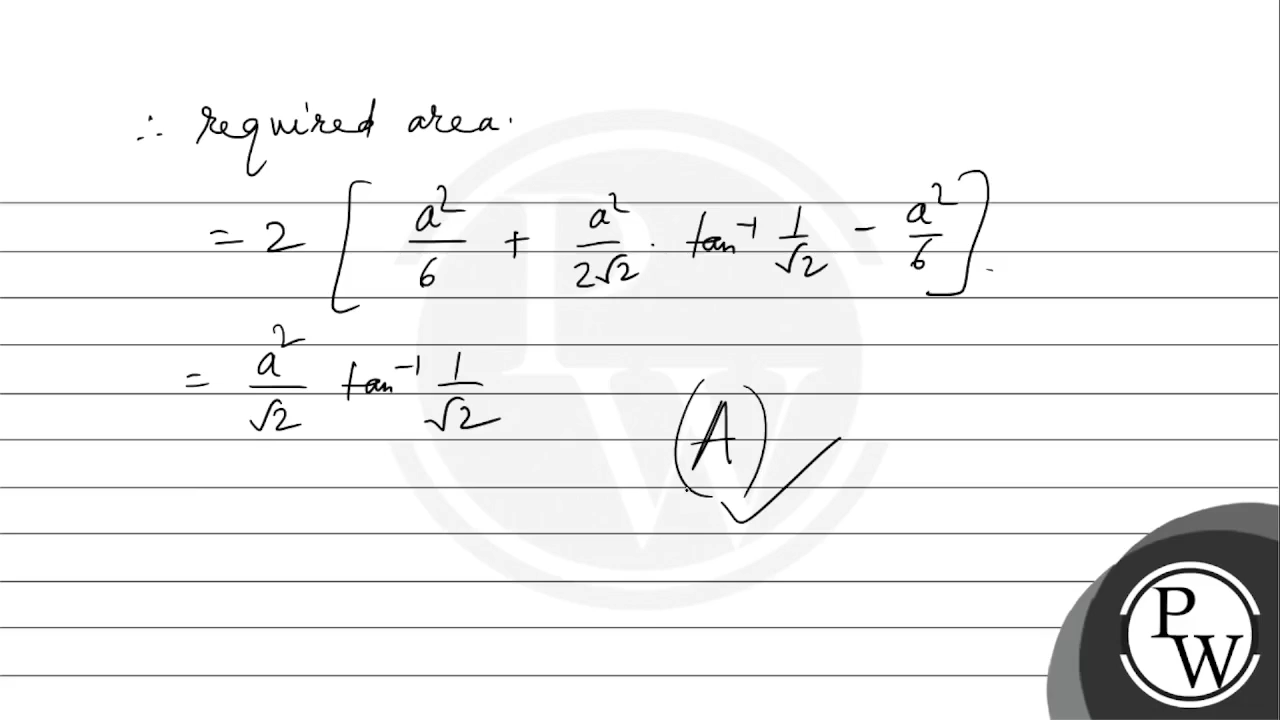 ∴ required area.
= 2 [ a²/6 + a²/2√2 . tan⁻¹ 1/√2 − a²/6 ].
= a²/√2 tan⁻¹ 1/√2
(A) ✓
PW
PW